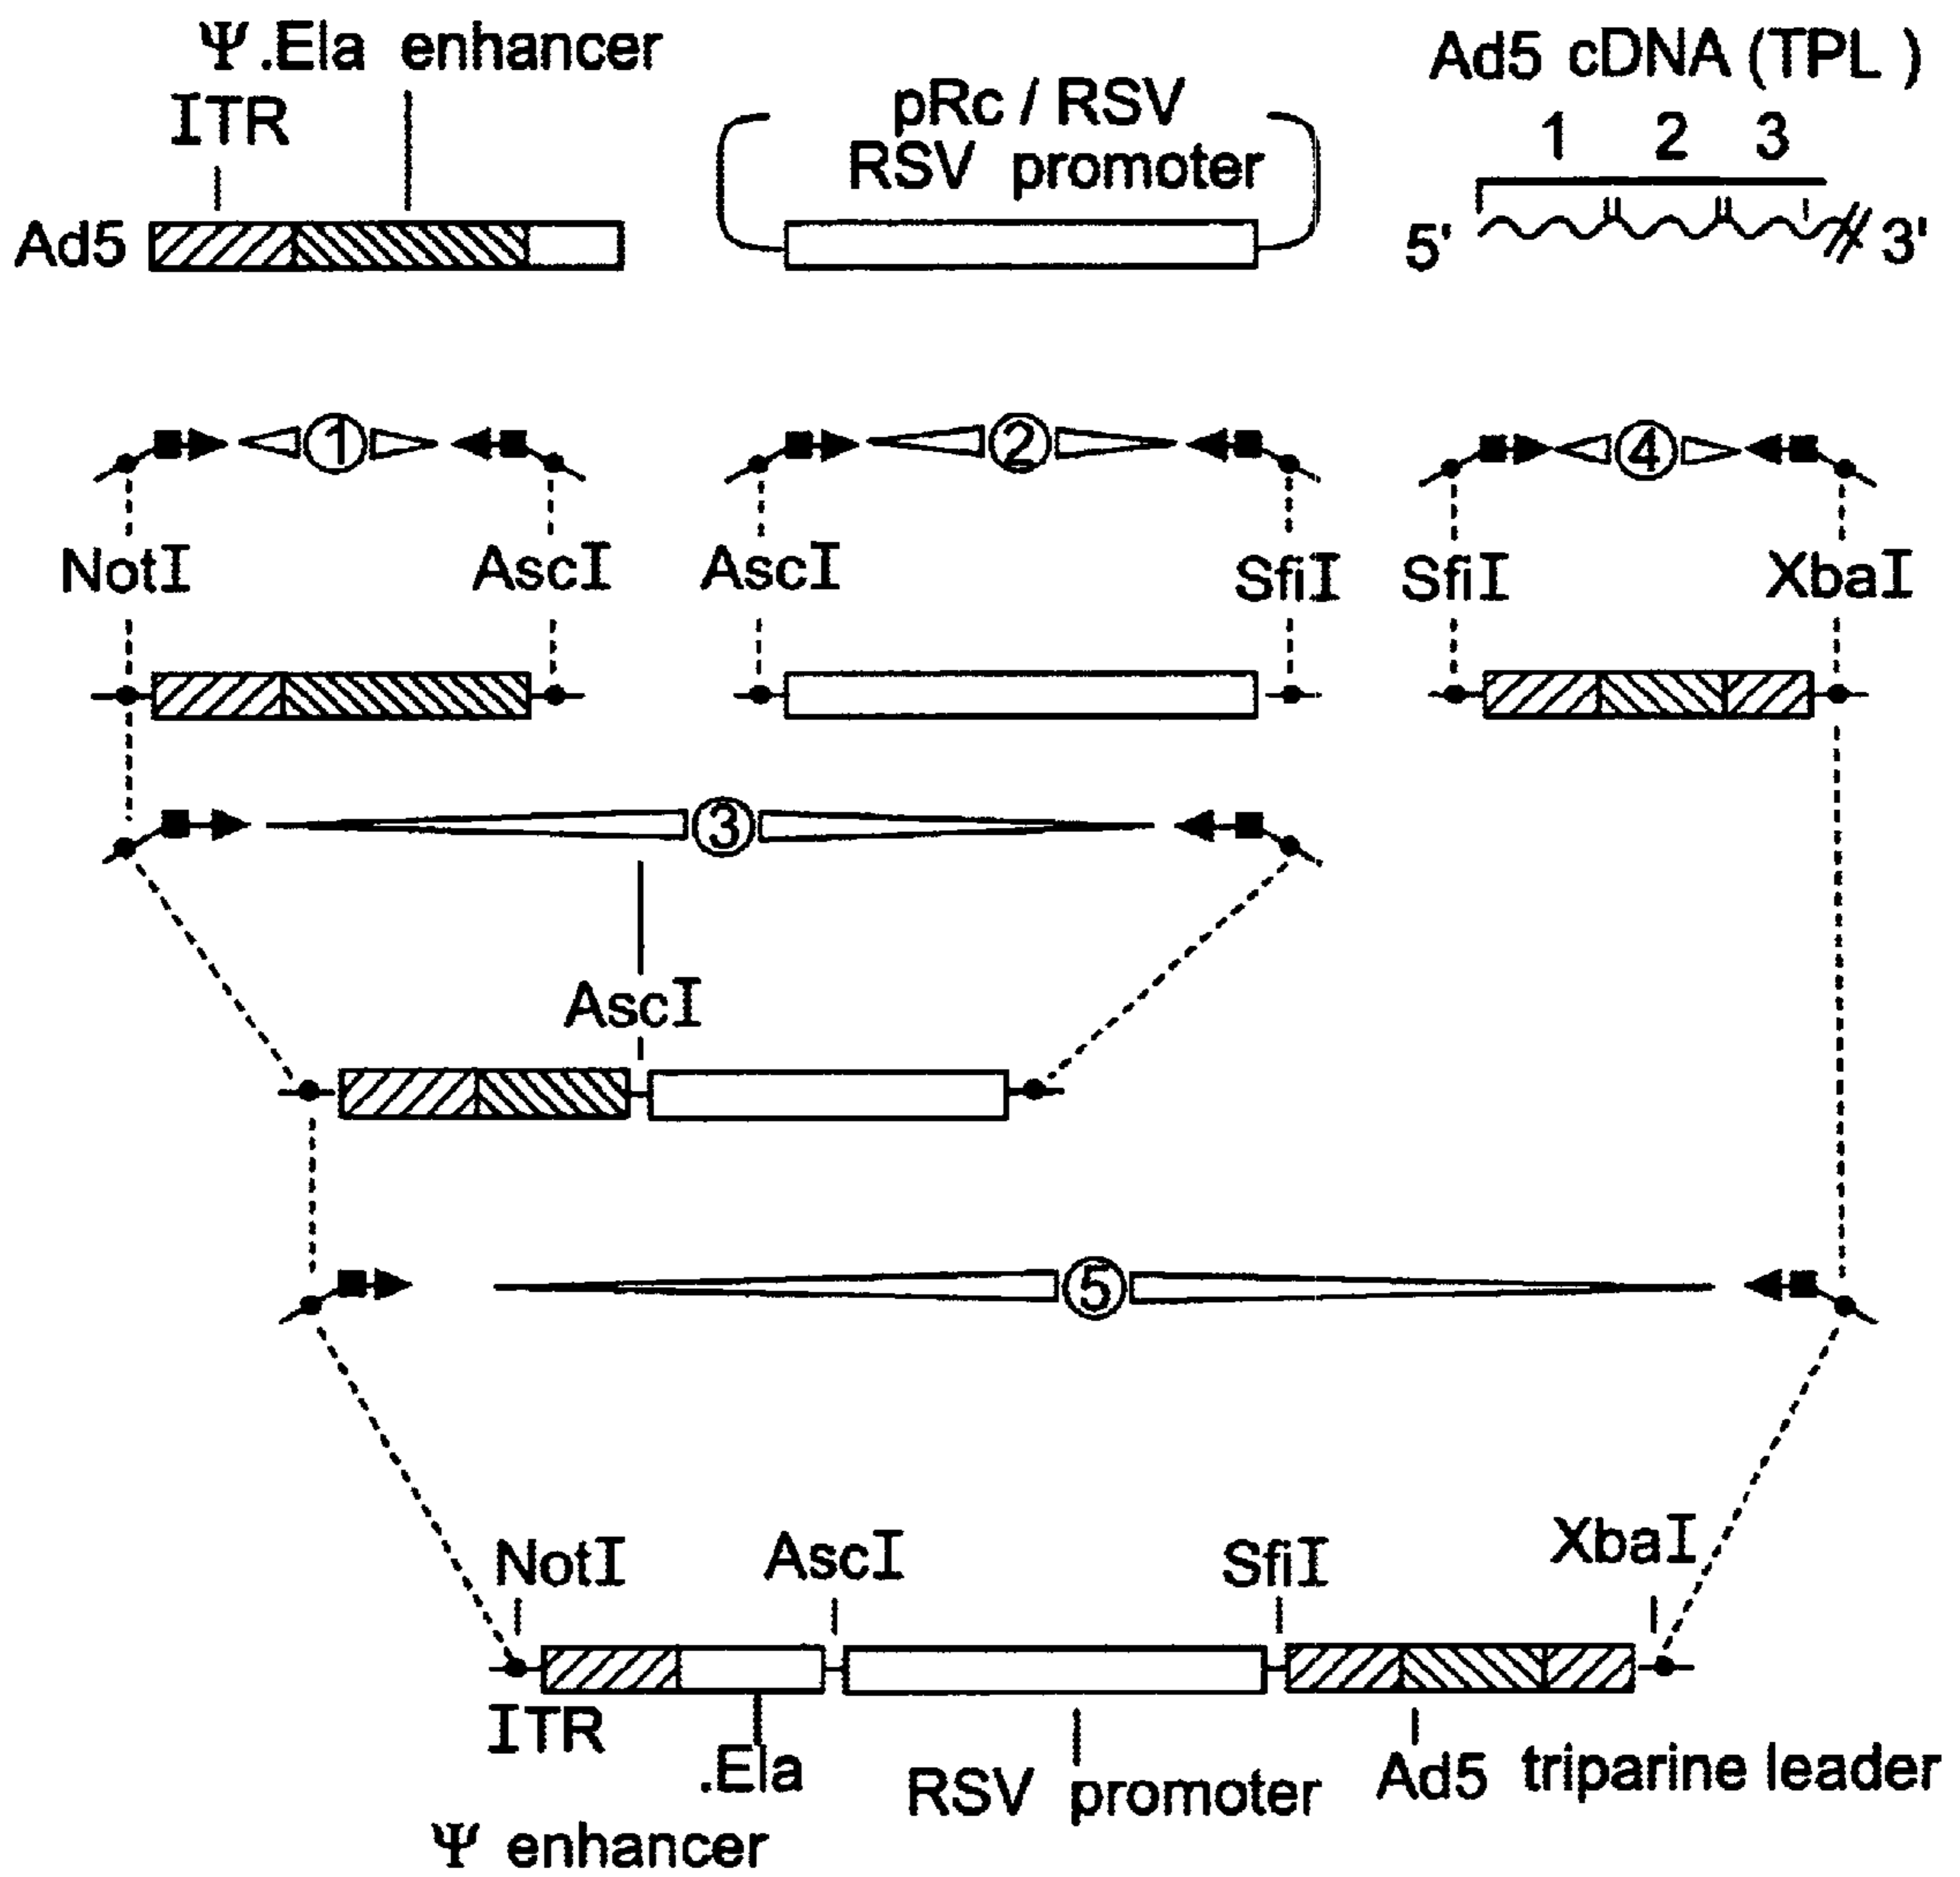 Ψ.Ela enhancer
ITR
Ad5
pRc / RSV
RSV promoter
Ad5 cDNA (TPL )
1 2 3
5' 3'
① ② ④
NotI AscI AscI SfiI SfiI XbaI
③
AscI
⑤
NotI AscI SfiI XbaI
ITR
.Ela
RSV promoter
Ad5 triparine leader
Ψ enhancer